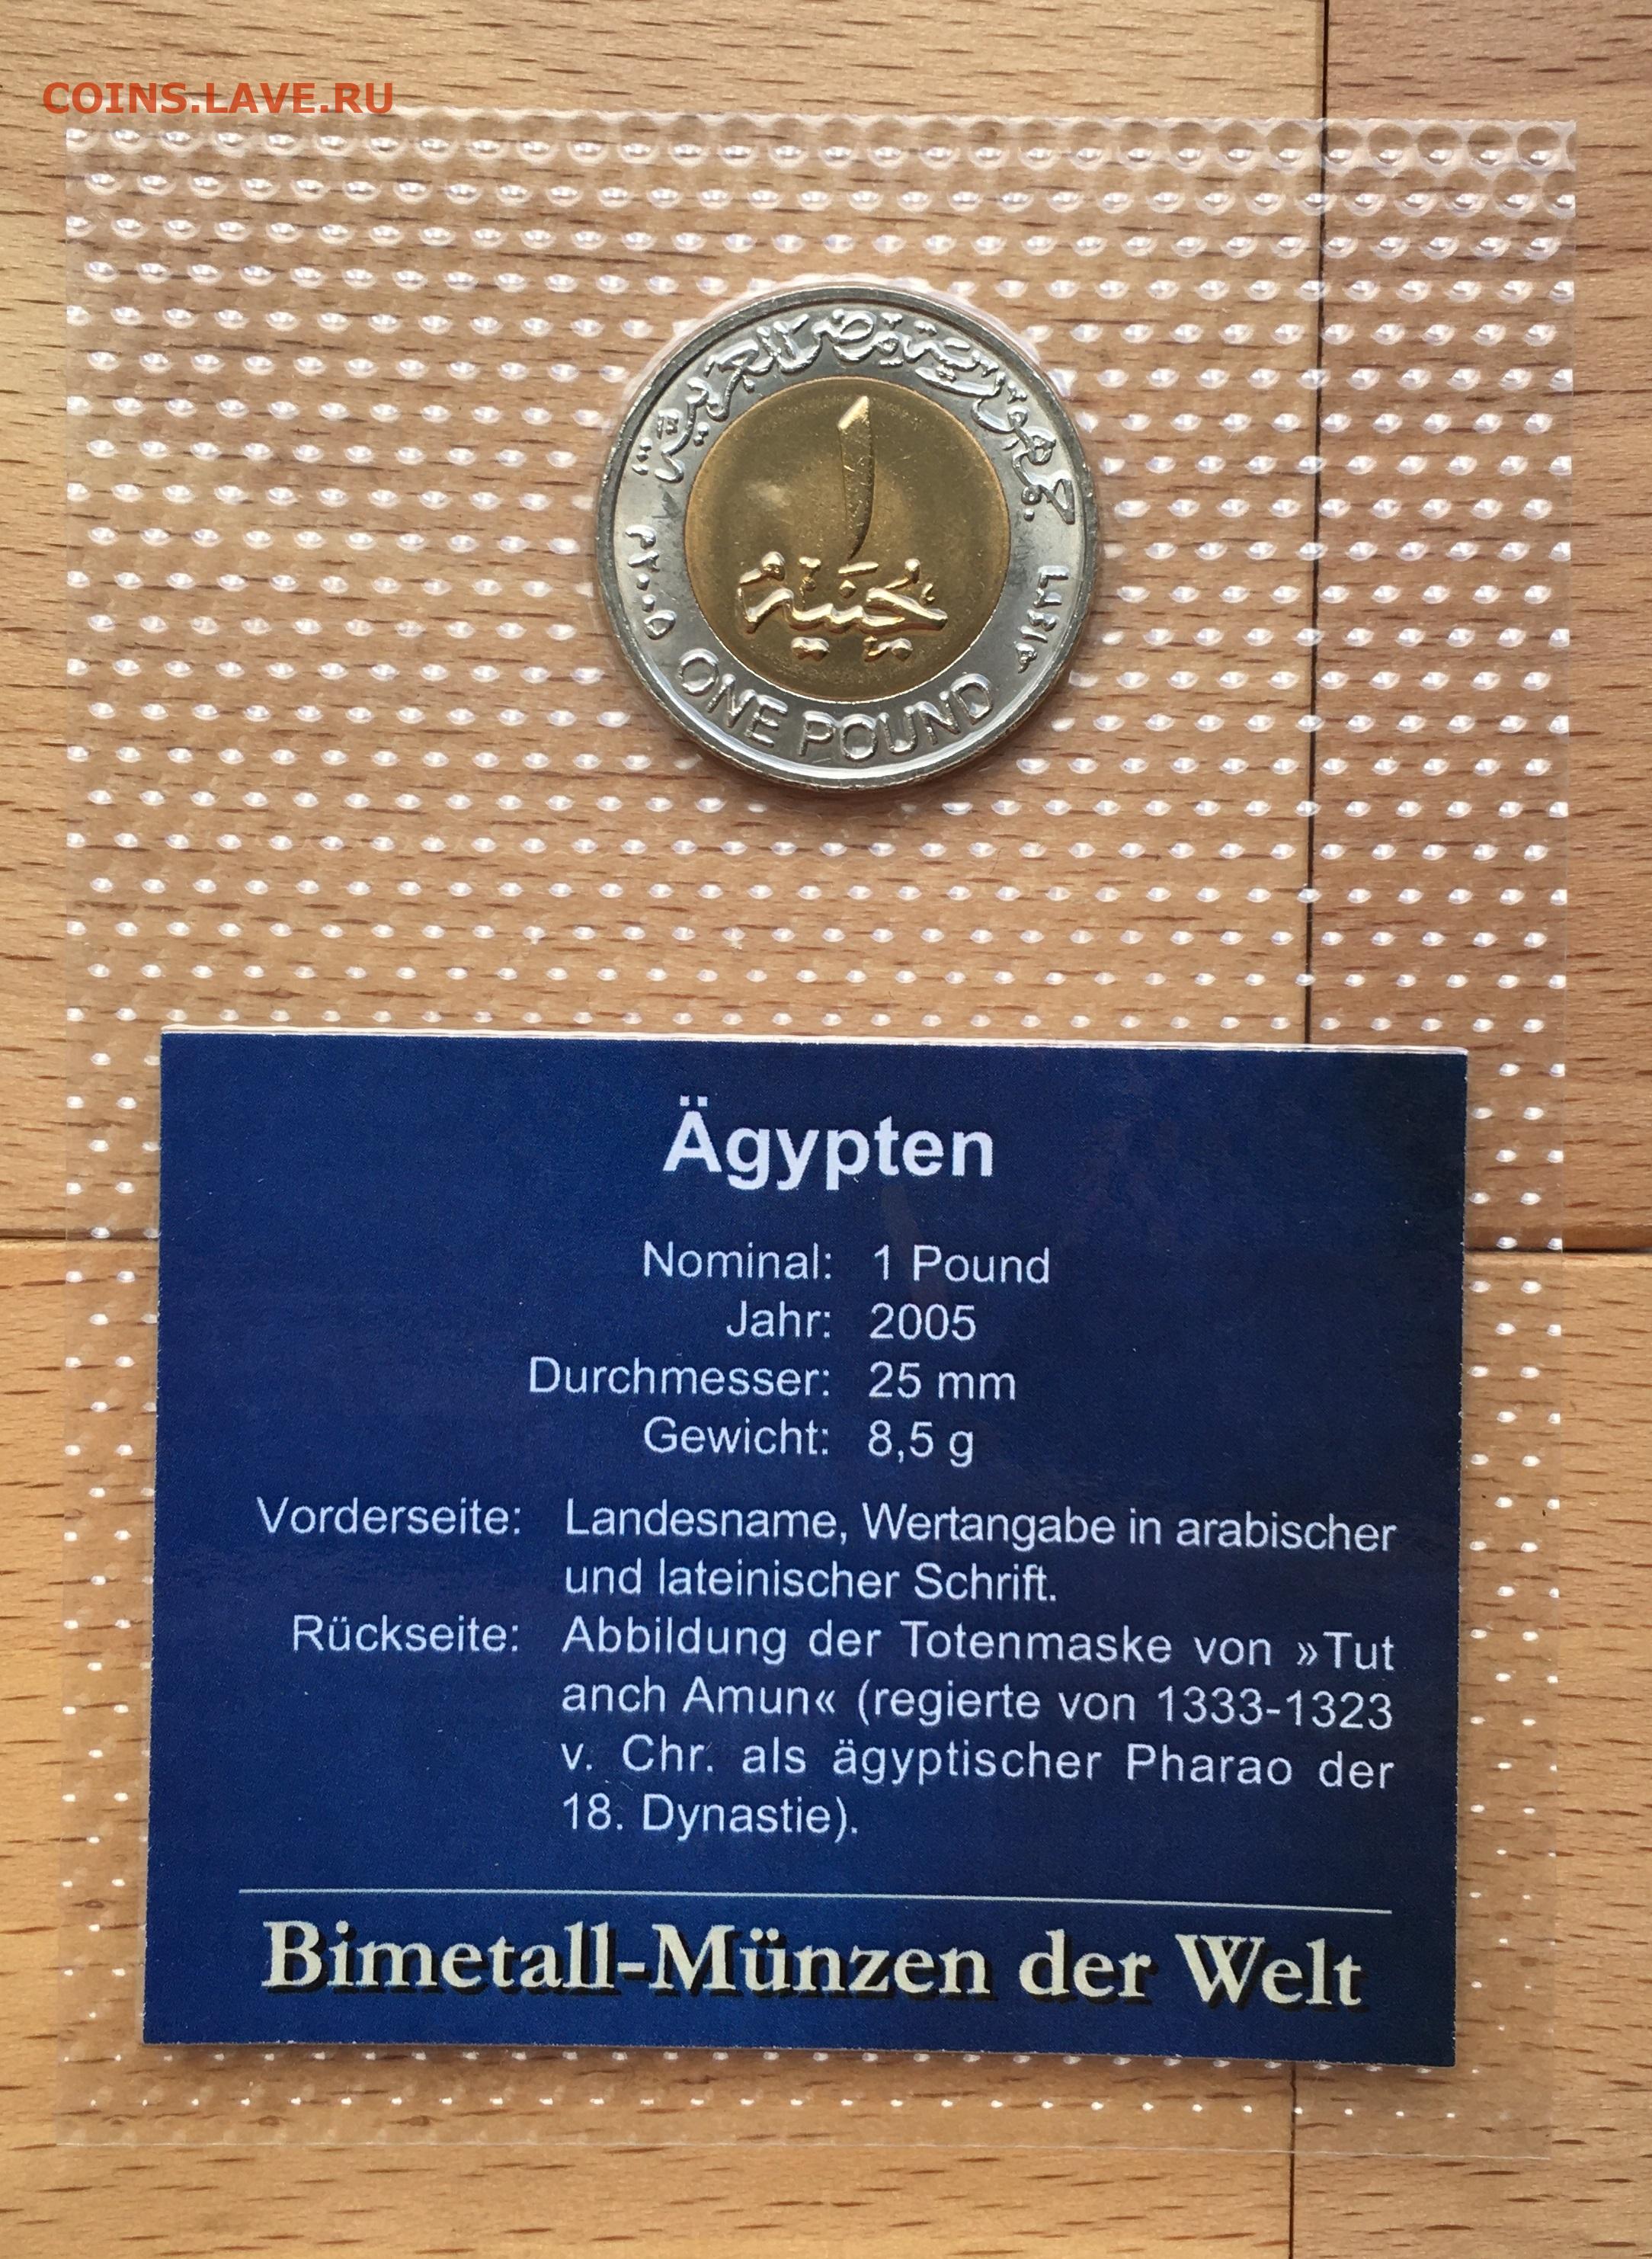 COINS.LAVE.RU
جمهورية مصر العربية
١
جنيه
١٤٢٦هـ
٢٠٠٥م
ONE POUND
Ägypten
Nominal: 1 Pound
Jahr: 2005
Durchmesser: 25 mm
Gewicht: 8,5 g
Vorderseite: Landesname, Wertangabe in arabischer
und lateinischer Schrift.
Rückseite: Abbildung der Totenmaske von »Tut
anch Amun« (regierte von 1333-1323
v. Chr. als ägyptischer Pharao der
18. Dynastie).
Bimetall-Münzen der Welt